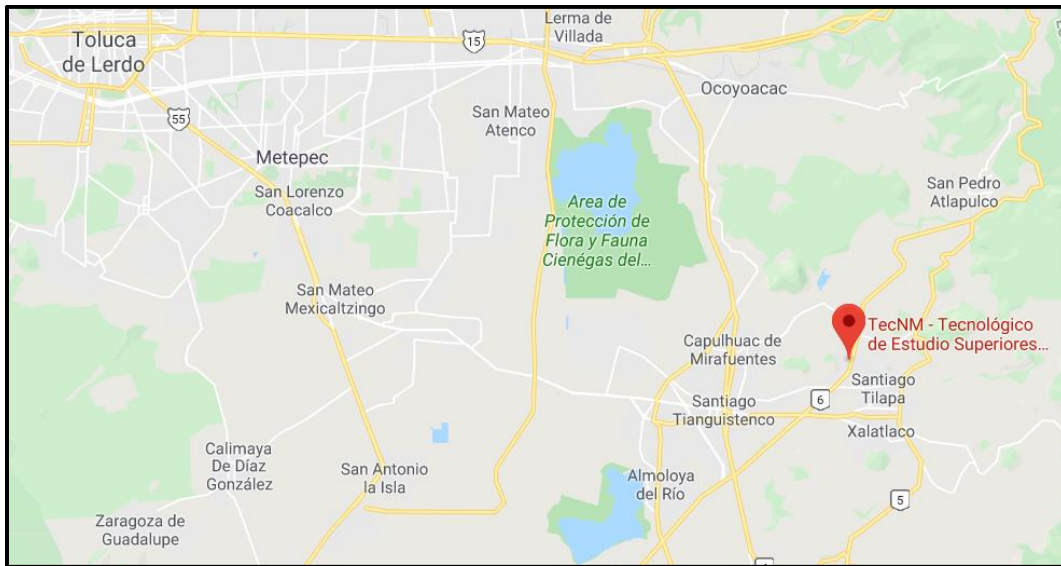 Lerma de
Villada
Toluca
de Lerdo
15
Ocoyoacac
San Mateo
Atenco
55
Metepec
San Lorenzo
Coacalco
San Pedro
Atlapulco
Area de
Protección de
Flora y Fauna
Cienégas del...
San Mateo
Mexicaltzingo
TecNM - Tecnológico
de Estudio Superiores...
Capulhuac de
Mirafuentes
Santiago
Tilapa
6
Santiago
Tianguistenco
Xalatlaco
Calimaya
De Díaz
González
San Antonio
la Isla
Almoloya
del Río
5
Zaragoza de
Guadalupe